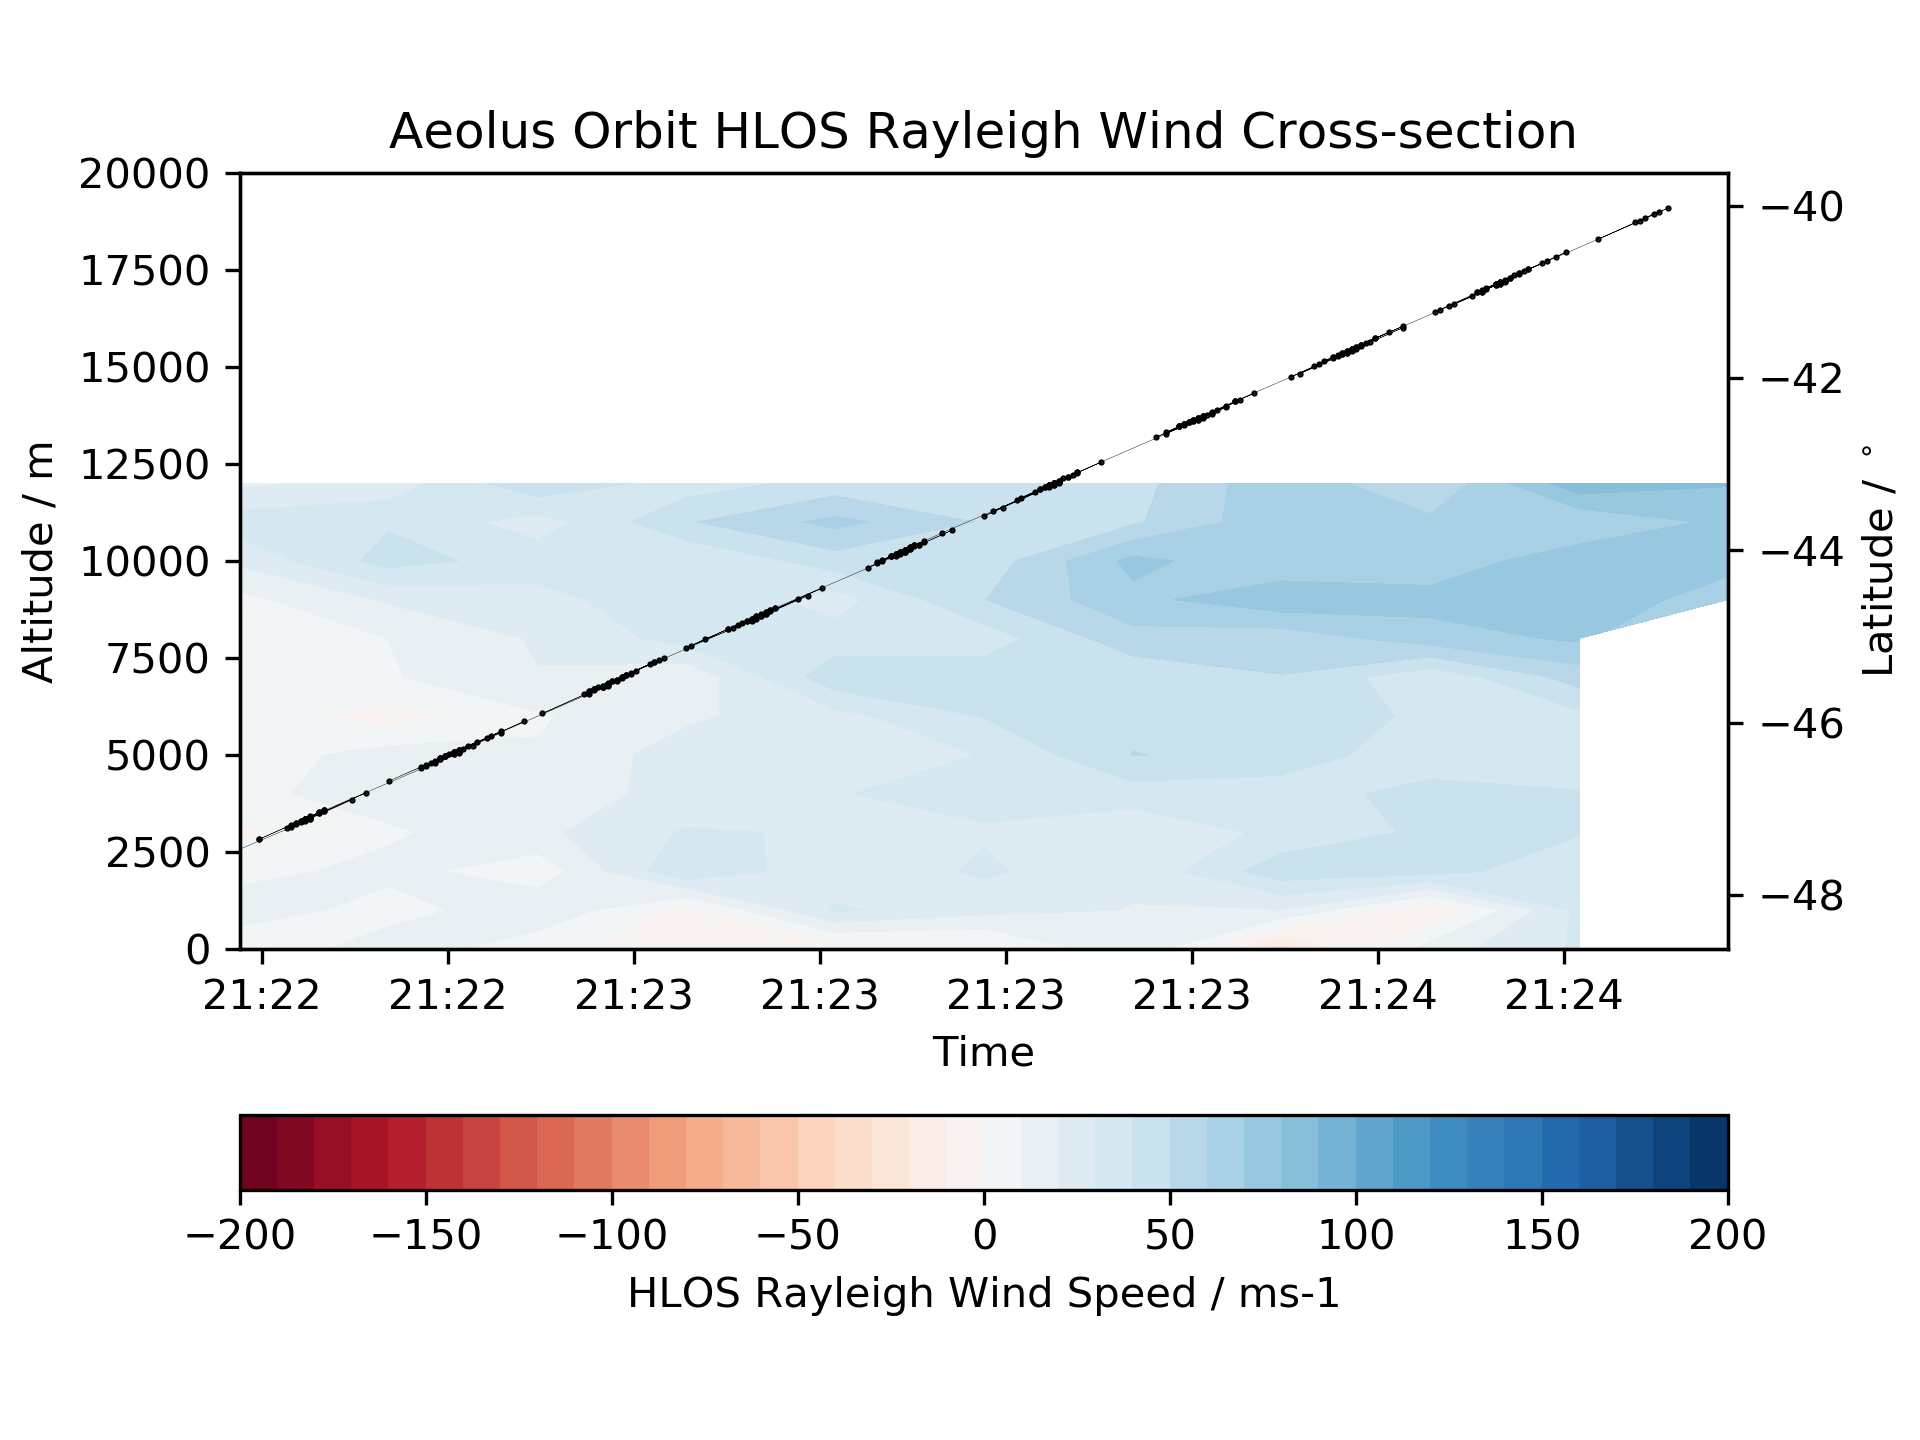 Aeolus Orbit HLOS Rayleigh Wind Cross-section
20000
17500
15000
12500
10000
7500
5000
2500
0
Altitude / m
−40
−42
−44
−46
−48
Latitude / °
21:22 21:22 21:23 21:23 21:23 21:23 21:24 21:24
Time
−200 −150 −100 −50 0 50 100 150 200
HLOS Rayleigh Wind Speed / ms-1